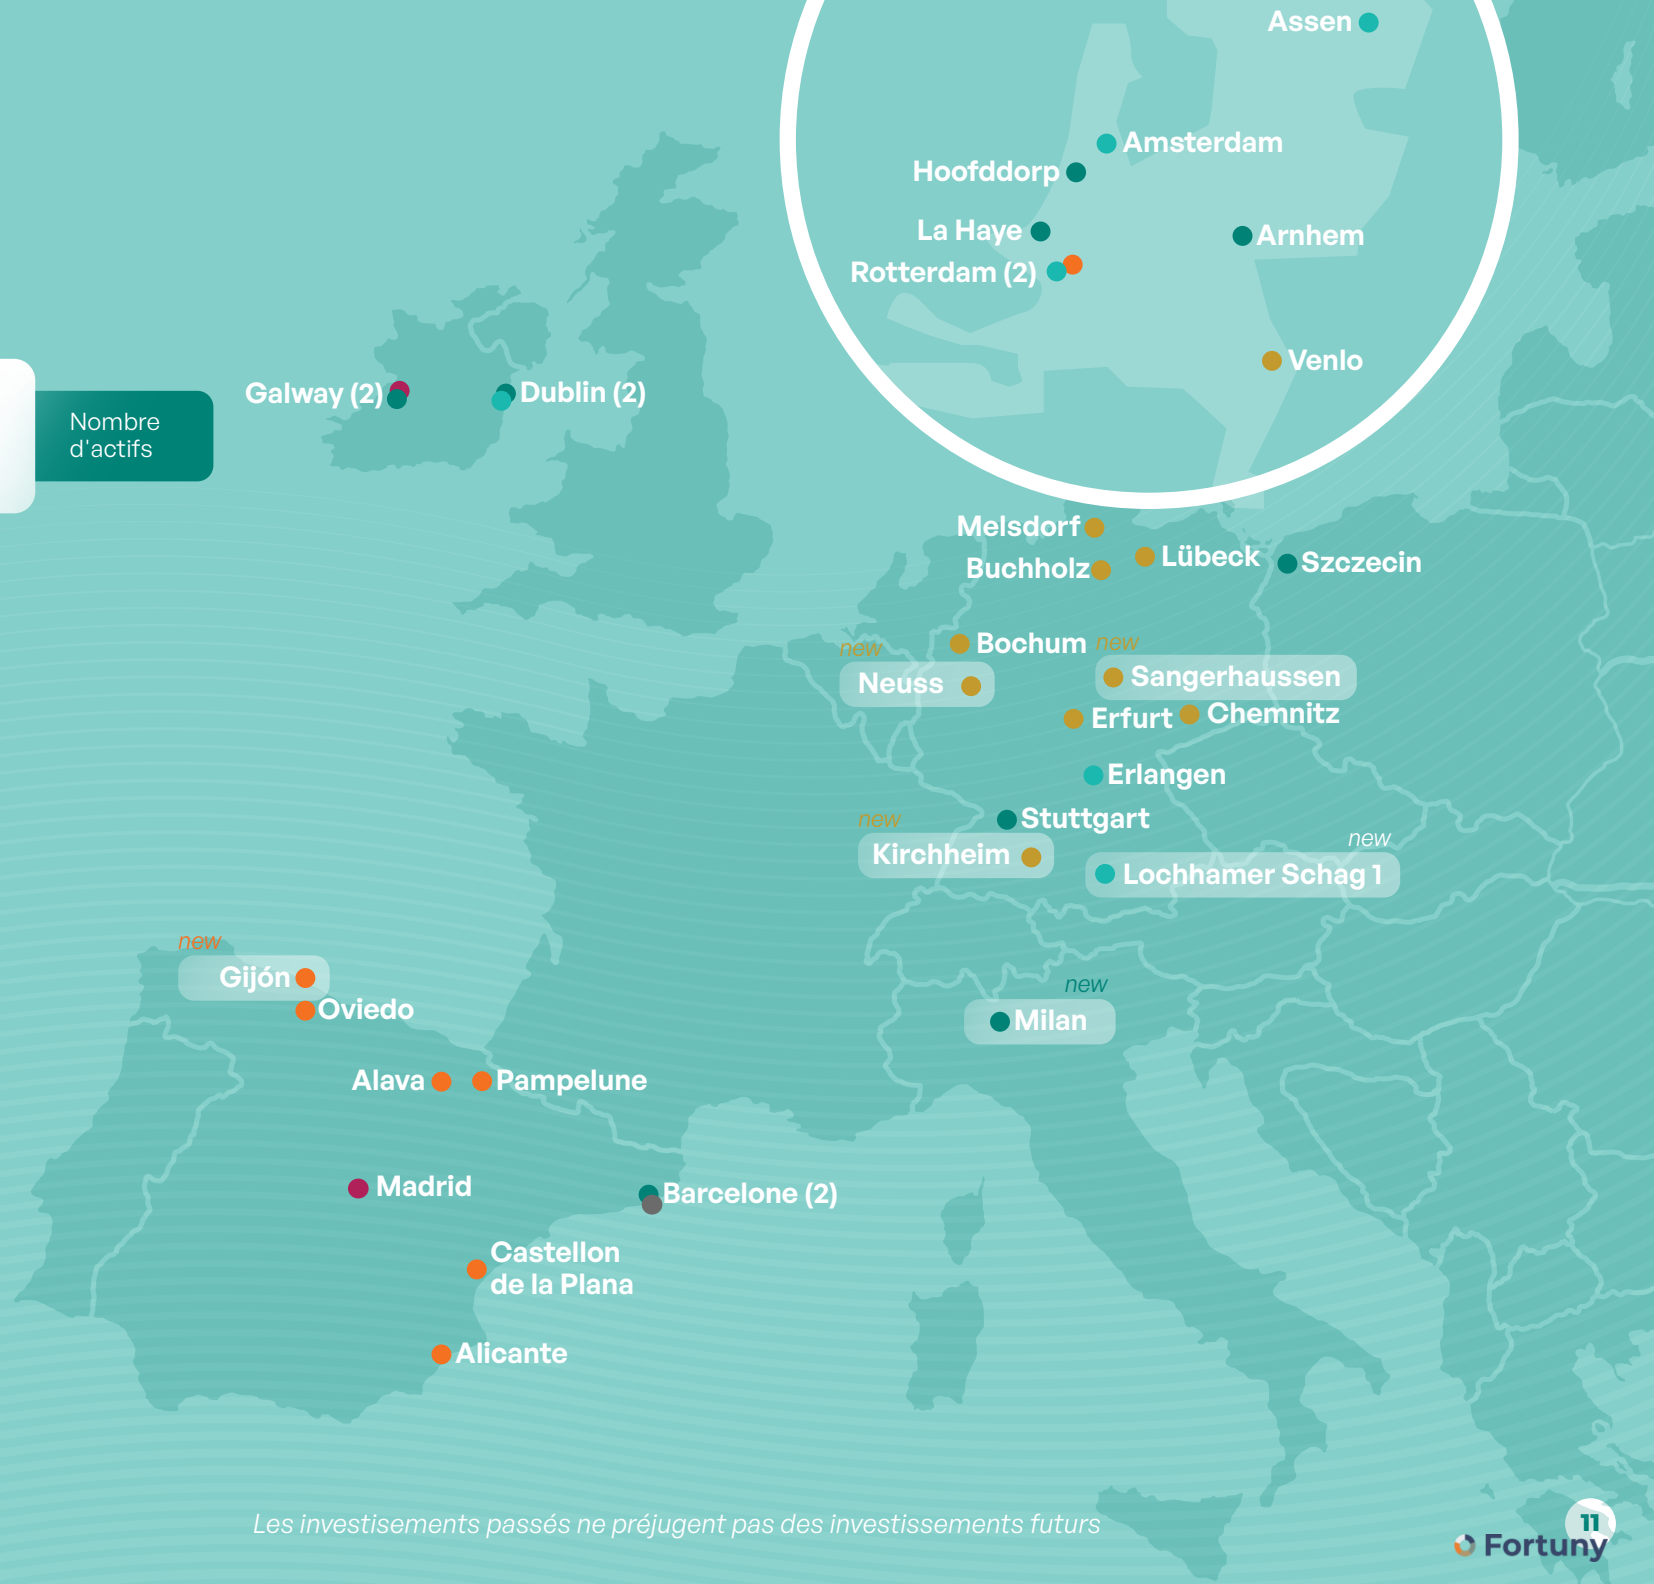 Assen
Amsterdam
Hoofddorp
La Haye
Arnhem
Rotterdam (2)
Venlo
Galway (2)
Dublin (2)
Nombre
d'actifs
Melsdorf
Lübeck
Szczecin
Buchholz
Bochum
new
new
Neuss
Sangerhaussen
Erfurt
Chemnitz
Erlangen
new
Stuttgart
new
Kirchheim
Lochhamer Schag 1
new
Gijón
Oviedo
new
Milan
Alava
Pampelune
Madrid
Barcelone (2)
Castellon
de la Plana
Alicante
Les investisements passés ne préjugent pas des investissements futurs
11
Fortuny